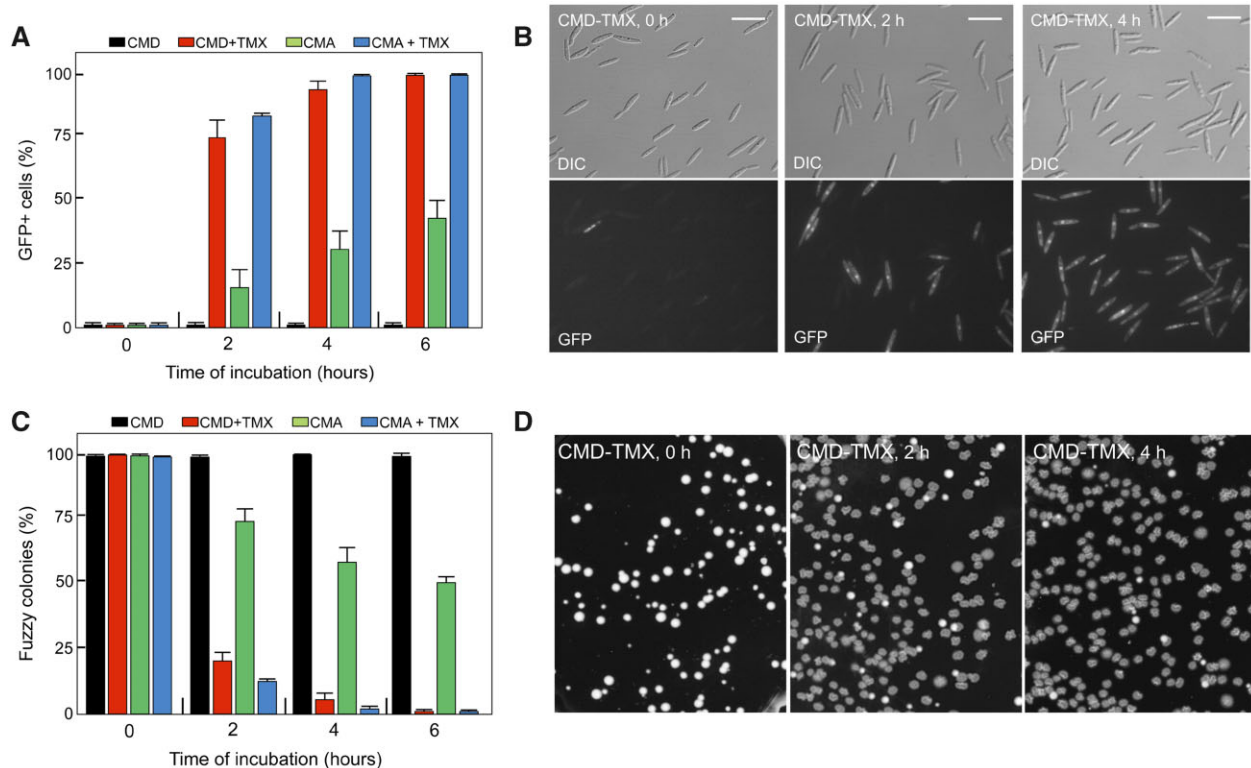 A
CMD CMD+TMX CMA CMA + TMX
100
75
50
25
0
GFP+ cells (%)
0 2 4 6
Time of incubation (hours)
B
CMD-TMX, 0 h CMD-TMX, 2 h CMD-TMX, 4 h
DIC DIC DIC
GFP GFP GFP
C
CMD CMD+TMX CMA CMA + TMX
100
75
50
25
0
Fuzzy colonies (%)
0 2 4 6
Time of incubation (hours)
D
CMD-TMX, 0 h CMD-TMX, 2 h CMD-TMX, 4 h